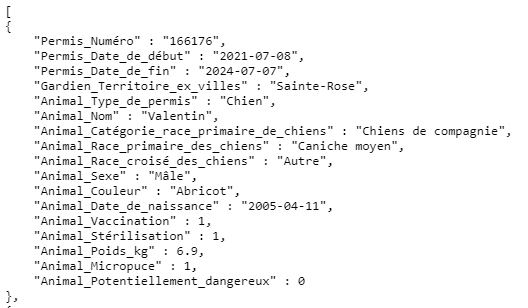 [
{
"Permis_Numéro" : "166176",
"Permis_Date_de_début" : "2021-07-08",
"Permis_Date_de_fin" : "2024-07-07",
"Gardien_Territoire_ex_villes" : "Sainte-Rose",
"Animal_Type_de_permis" : "Chien",
"Animal_Nom" : "Valentin",
"Animal_Catégorie_race_primaire_de_chiens" : "Chiens de compagnie",
"Animal_Race_primaire_des_chiens" : "Caniche moyen",
"Animal_Race_croisé_des_chiens" : "Autre",
"Animal_Sexe" : "Mâle",
"Animal_Couleur" : "Abricot",
"Animal_Date_de_naissance" : "2005-04-11",
"Animal_Vaccination" : 1,
"Animal_Stérilisation" : 1,
"Animal_Poids_kg" : 6.9,
"Animal_Micropuce" : 1,
"Animal_Potentiellement_dangereux" : 0
},